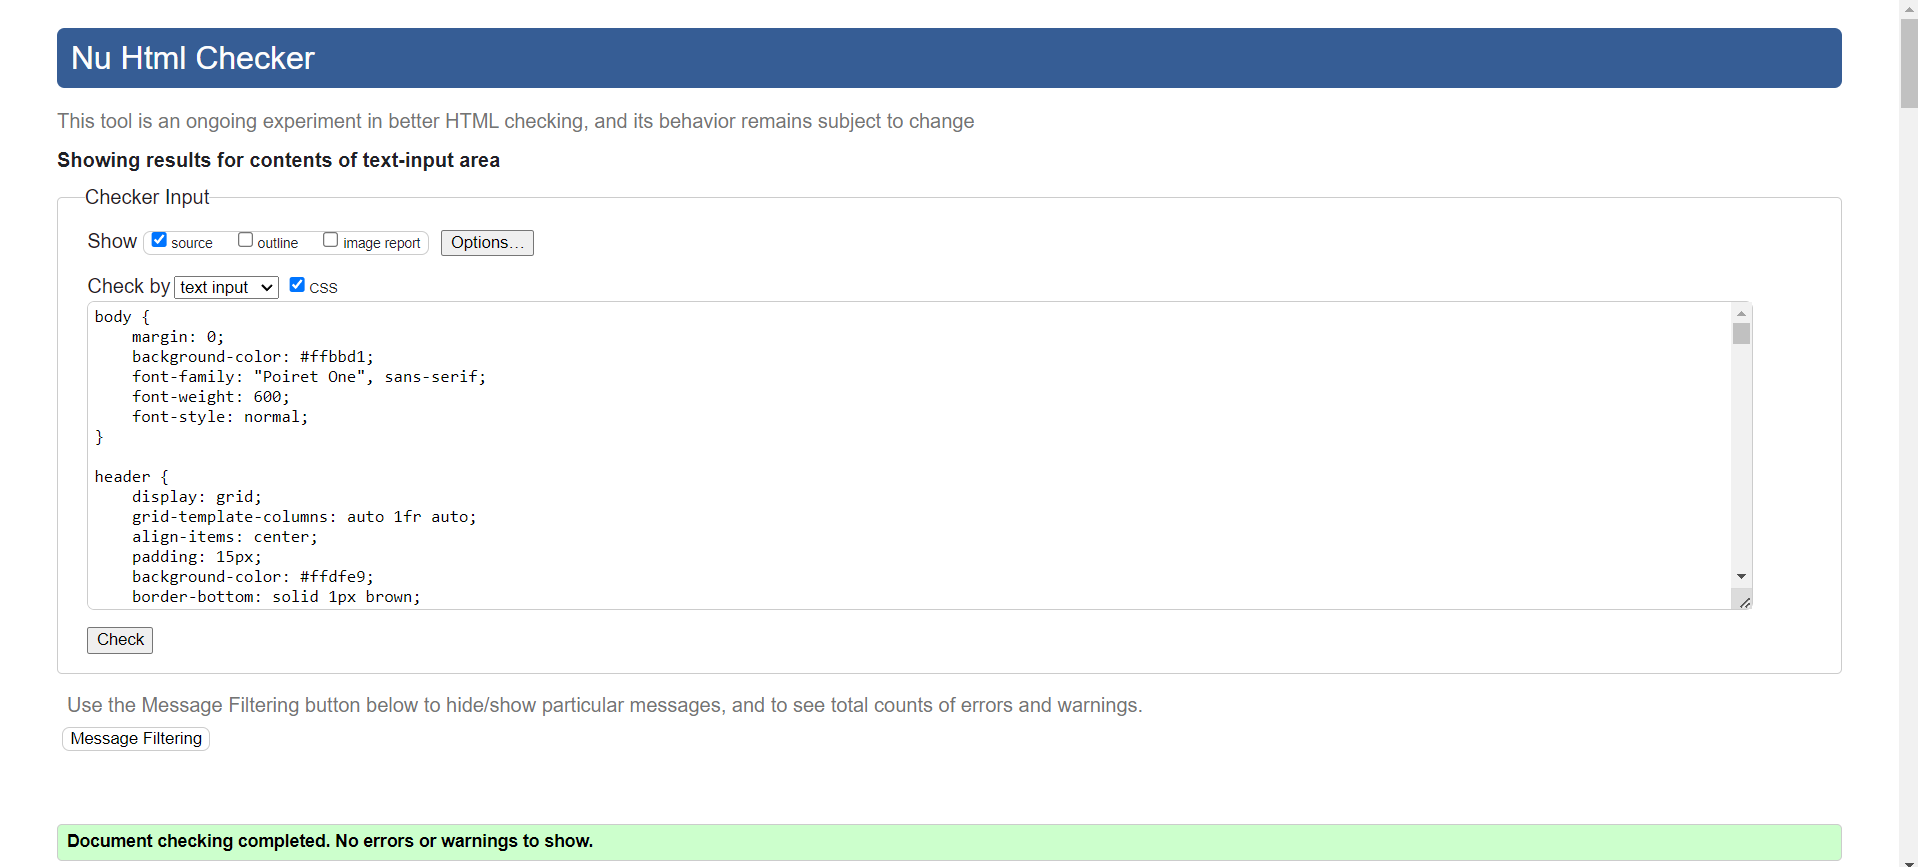 Nu Html Checker
This tool is an ongoing experiment in better HTML checking, and its behavior remains subject to change
Showing results for contents of text-input area
Checker Input
Show source outline image report Options...
Check by text input CSS
body {
    margin: 0;
    background-color: #ffbbd1;
    font-family: "Poiret One", sans-serif;
    font-weight: 600;
    font-style: normal;
}
header {
    display: grid;
    grid-template-columns: auto 1fr auto;
    align-items: center;
    padding: 15px;
    background-color: #ffdfe9;
    border-bottom: solid 1px brown;
Check
Use the Message Filtering button below to hide/show particular messages, and to see total counts of errors and warnings.
Message Filtering
Document checking completed. No errors or warnings to show.